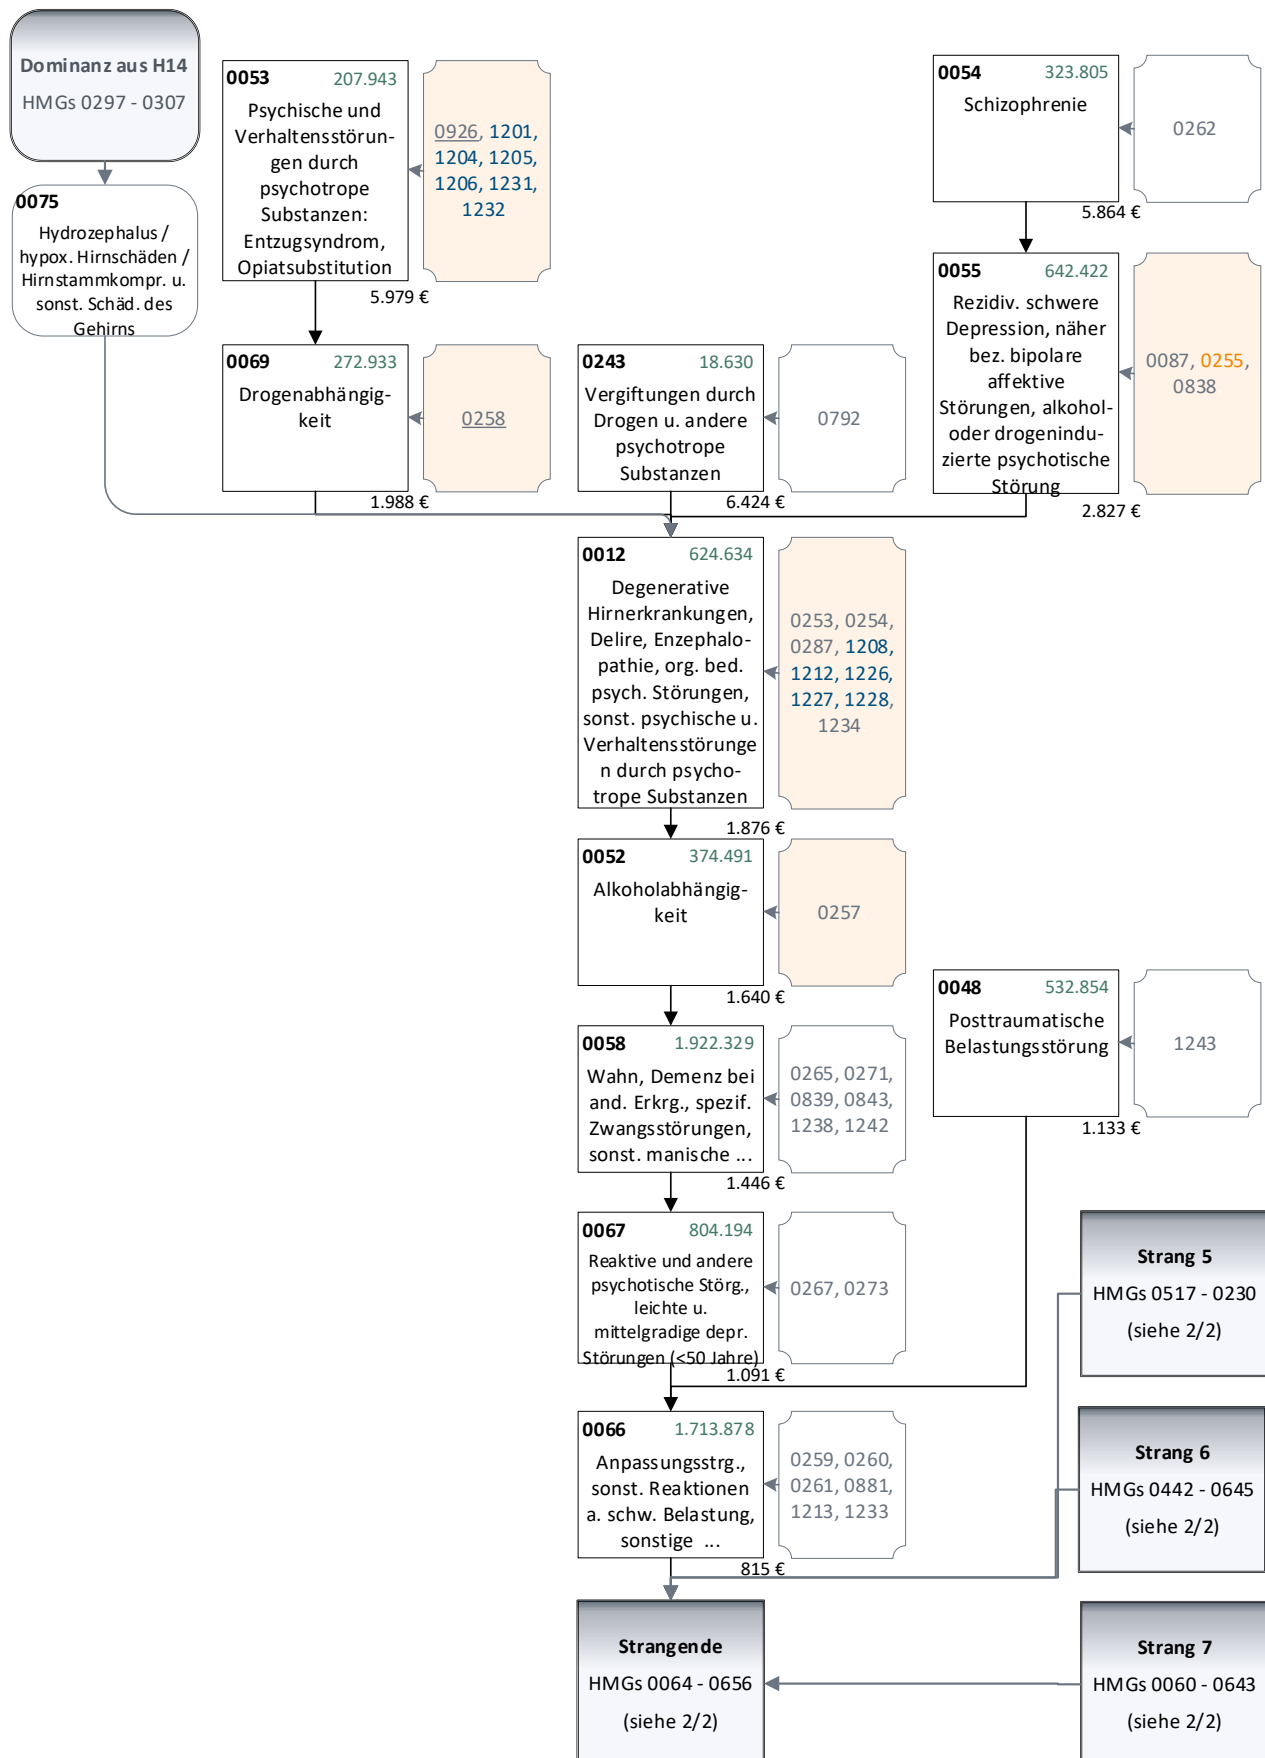 Dominanz aus H14
HMGs 0297 - 0307
0075
Hydrozephalus /
hypox. Hirnschäden /
Hirnstammkompr. u.
sonst. Schäd. des
Gehirns
0053 207.943
Psychische und
Verhaltensstörun-
gen durch
psychotrope
Substanzen:
Entzugsyndrom,
Opiatsubstitution
0926, 1201,
1204, 1205,
1206, 1231,
1232
5.979 €
0054 323.805
Schizophrenie
0262
5.864 €
0069 272.933
Drogenabhängig-
keit
0258
1.988 €
0243 18.630
Vergiftungen durch
Drogen u. andere
psychotrope
Substanzen
0792
6.424 €
0055 642.422
Rezidiv. schwere
Depression, näher
bez. bipolare
affektive
Störungen, alkohol-
oder drogenindu-
zierte psychotische
Störung
0087, 0255,
0838
2.827 €
0012 624.634
Degenerative
Hirnerkrankungen,
Delire, Enzephalo-
pathie, org. bed.
psych. Störungen,
sonst. psychische u.
Verhaltensstörunge
n durch psycho-
trope Substanzen
0253, 0254,
0287, 1208,
1212, 1226,
1227, 1228,
1234
1.876 €
0052 374.491
Alkoholabhängig-
keit
0257
1.640 €
0058 1.922.329
Wahn, Demenz bei
and. Erkrg., spezif.
Zwangsstörungen,
sonst. manische ...
0265, 0271,
0839, 0843,
1238, 1242
1.446 €
0048 532.854
Posttraumatische
Belastungsstörung
1243
1.133 €
0067 804.194
Reaktive und andere
psychotische Störg.,
leichte u.
mittelgradige depr.
Störungen (<50 Jahre)
0267, 0273
1.091 €
0066 1.713.878
Anpassungsstrg.,
sonst. Reaktionen
a. schw. Belastung,
sonstige ...
0259, 0260,
0261, 0881,
1213, 1233
815 €
Strang 5
HMGs 0517 - 0230
(siehe 2/2)
Strang 6
HMGs 0442 - 0645
(siehe 2/2)
Strangende
HMGs 0064 - 0656
(siehe 2/2)
Strang 7
HMGs 0060 - 0643
(siehe 2/2)